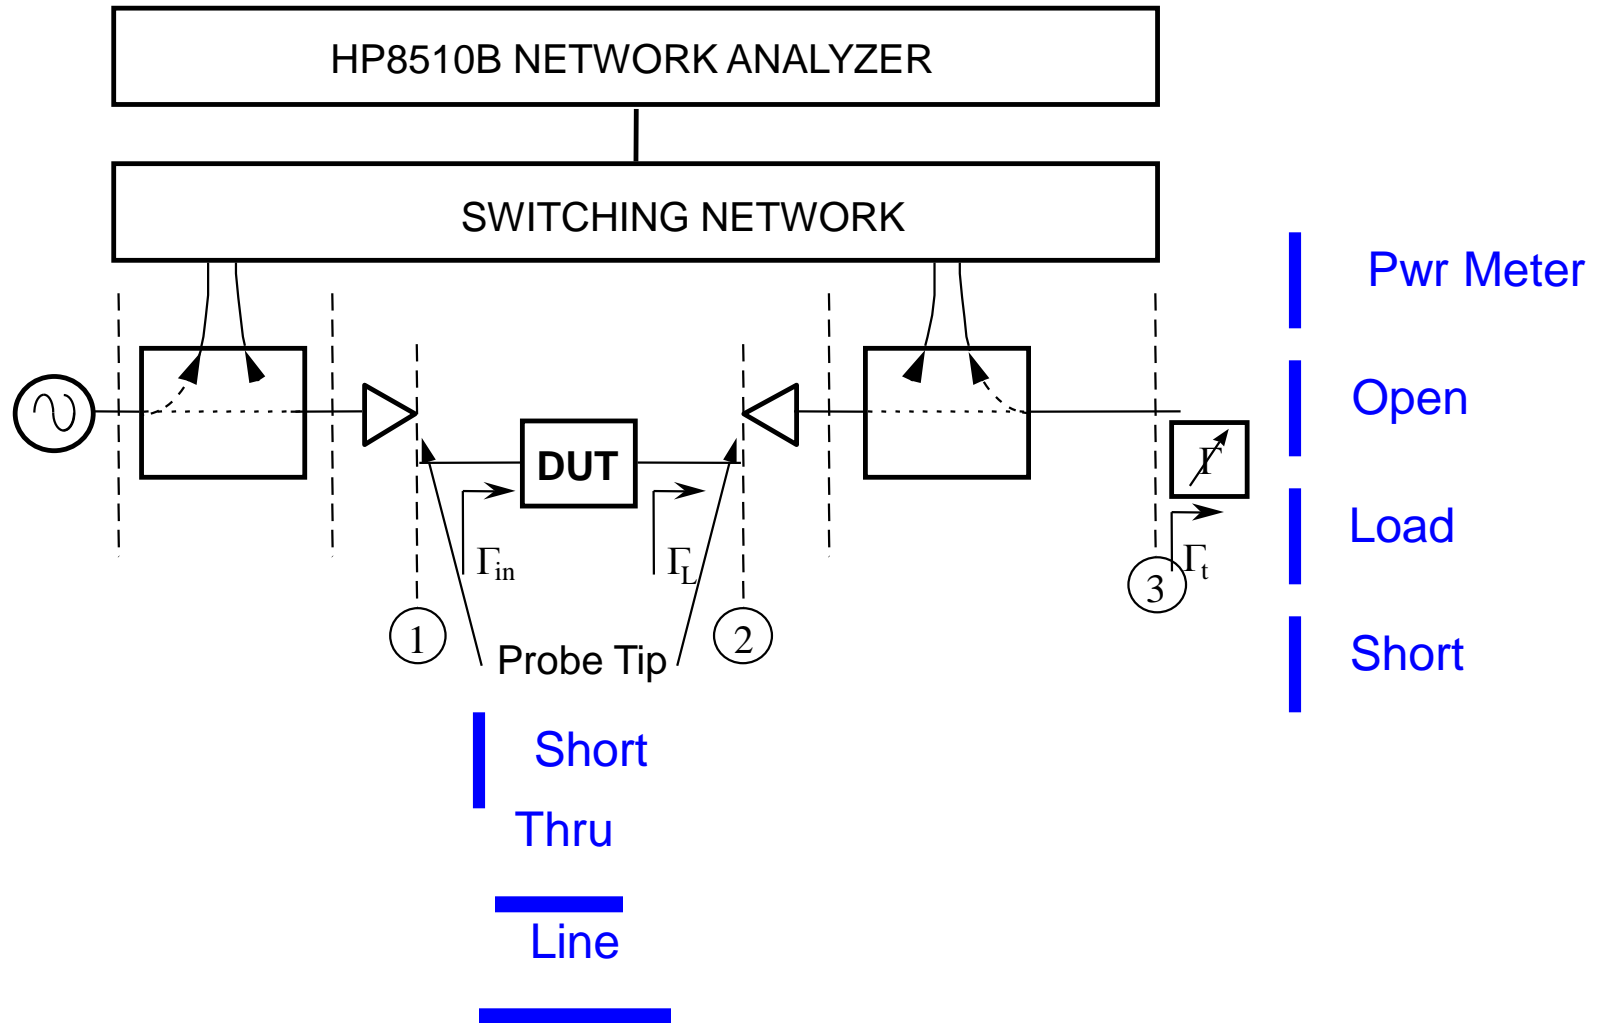 HP8510B NETWORK ANALYZER
SWITCHING NETWORK
Pwr Meter
Open
DUT
Γ
Load
Γin
ΓL
Γt
3
1
2
Probe Tip
Short
Short
Thru
Line